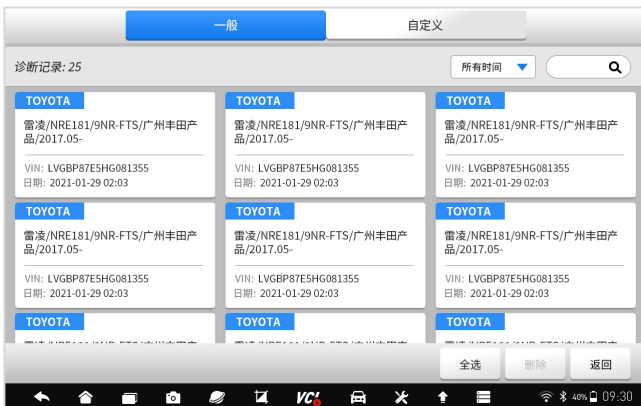 一般 自定义
诊断记录: 25 所有时间
TOYOTA TOYOTA TOYOTA
雷凌/NRE181/9NR-FTS/广州丰田产 雷凌/NRE181/9NR-FTS/广州丰田产 雷凌/NRE181/9NR-FTS/广州丰田产
品/2017.05- 品/2017.05- 品/2017.05-
VIN: LVGBP87E5HG081355 VIN: LVGBP87E5HG081355 VIN: LVGBP87E5HG081355
日期: 2021-01-29 02:03 日期: 2021-01-29 02:03 日期: 2021-01-29 02:03
TOYOTA TOYOTA TOYOTA
雷凌/NRE181/9NR-FTS/广州丰田产 雷凌/NRE181/9NR-FTS/广州丰田产 雷凌/NRE181/9NR-FTS/广州丰田产
品/2017.05- 品/2017.05- 品/2017.05-
VIN: LVGBP87E5HG081355 VIN: LVGBP87E5HG081355 VIN: LVGBP87E5HG081355
日期: 2021-01-29 02:03 日期: 2021-01-29 02:03 日期: 2021-01-29 02:03
TOYOTA TOYOTA TOYOTA
全选 删除 返回
VC! 40% 09:30